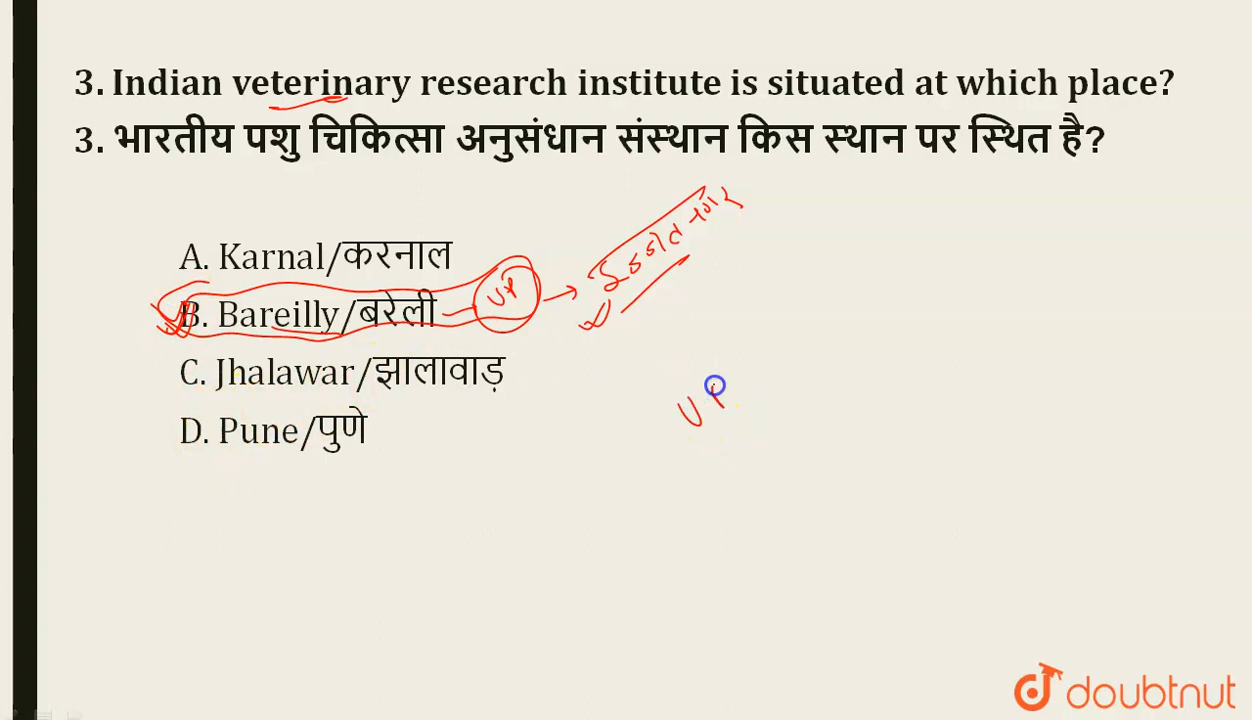 3. Indian veterinary research institute is situated at which place?
3. भारतीय पशु चिकित्सा अनुसंधान संस्थान किस स्थान पर स्थित है?
A. Karnal/करनाल
B. Bareilly/बरेली UP
C. Jhalawar/झालावाड़
D. Pune/पुणे
UP
doubtnut